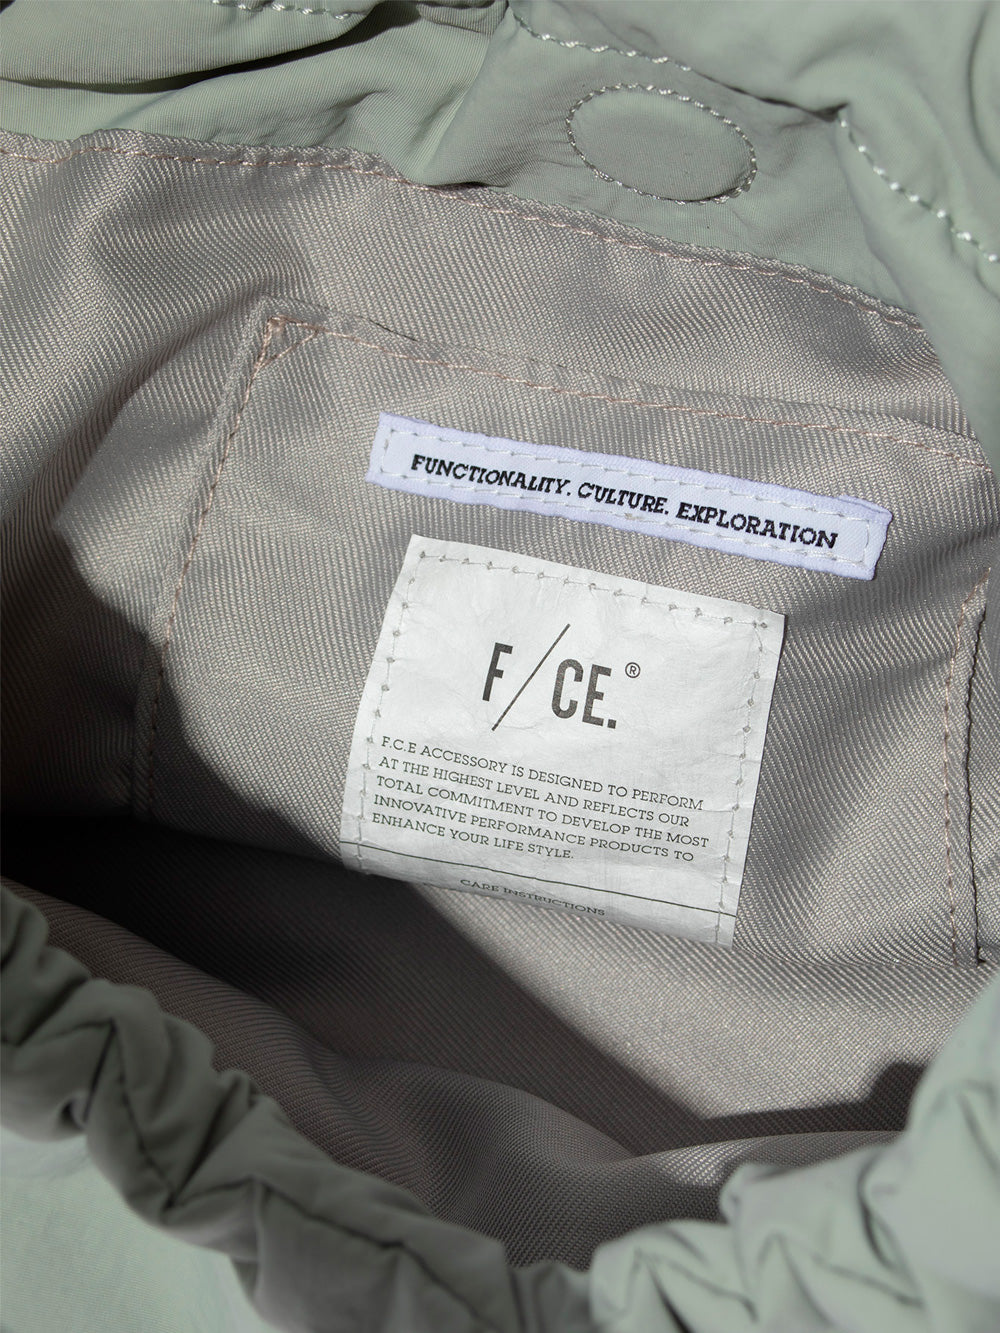 FUNCTIONALITY. CULTURE. EXPLORATION
F/CE.®
F.C.E ACCESSORY IS DESIGNED TO PERFORM
AT THE HIGHEST LEVEL AND REFLECTS OUR
TOTAL COMMITMENT TO DEVELOP THE MOST
INNOVATIVE PERFORMANCE PRODUCTS TO
ENHANCE YOUR LIFE STYLE.
CARE INSTRUCTIONS